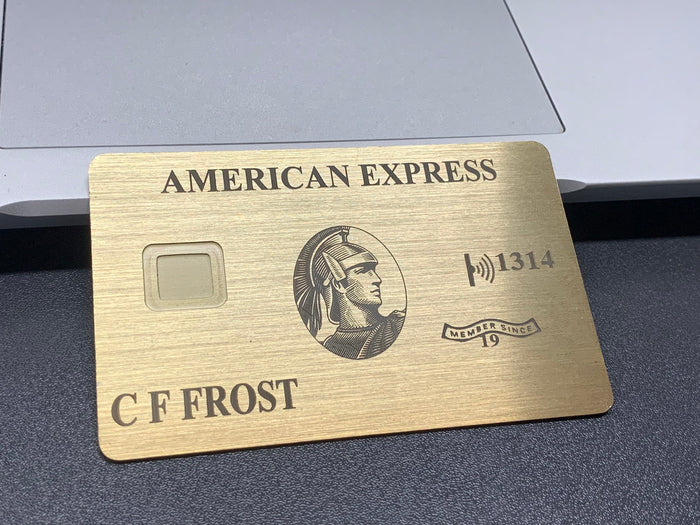 AMERICAN EXPRESS
1314
MEMBER SINCE
19
C F FROST